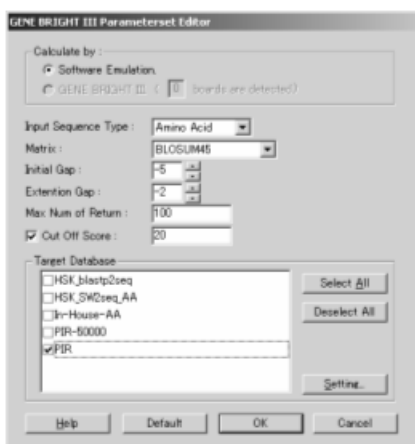 GENE BRIGHT III Parameterset Editor
Calculate by :
Software Emulation.
GENE BRIGHT III. ( 0 boards are detected)
Input Sequence Type : Amino Acid
Matrix : BLOSUM45
Initial Gap : -5
Extention Gap : -2
Max Num of Return : 100
Cut Off Score : 20
Target Database
HSK_blastp2seq
HSK_SW2seq_AA
In-House-AA
PIR-50000
PIR
Select All
Deselect All
Setting...
Help Default OK Cancel